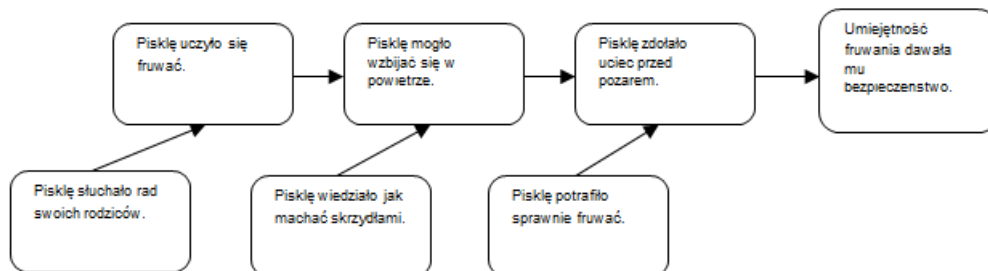 Pisklę uczyło się
fruwać.
Pisklę mogło
wzbijać się w
powietrze.
Pisklę zdołało
uciec przed
pozarem.
Umiejętność
fruwania dawała
mu
bezpieczenstwo.
Pisklę słuchało rad
swoich rodziców.
Pisklę wiedziało jak
machać skrzydłami.
Pisklę potrafiło
sprawnie fruwać.